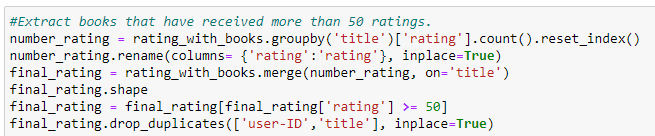 #Extract books that have received more than 50 ratings.
number_rating = rating_with_books.groupby('title')['rating'].count().reset_index()
number_rating.rename(columns= {'rating':'rating'}, inplace=True)
final_rating = rating_with_books.merge(number_rating, on='title')
final_rating.shape
final_rating = final_rating[final_rating['rating'] >= 50]
final_rating.drop_duplicates(['user-ID','title'], inplace=True)